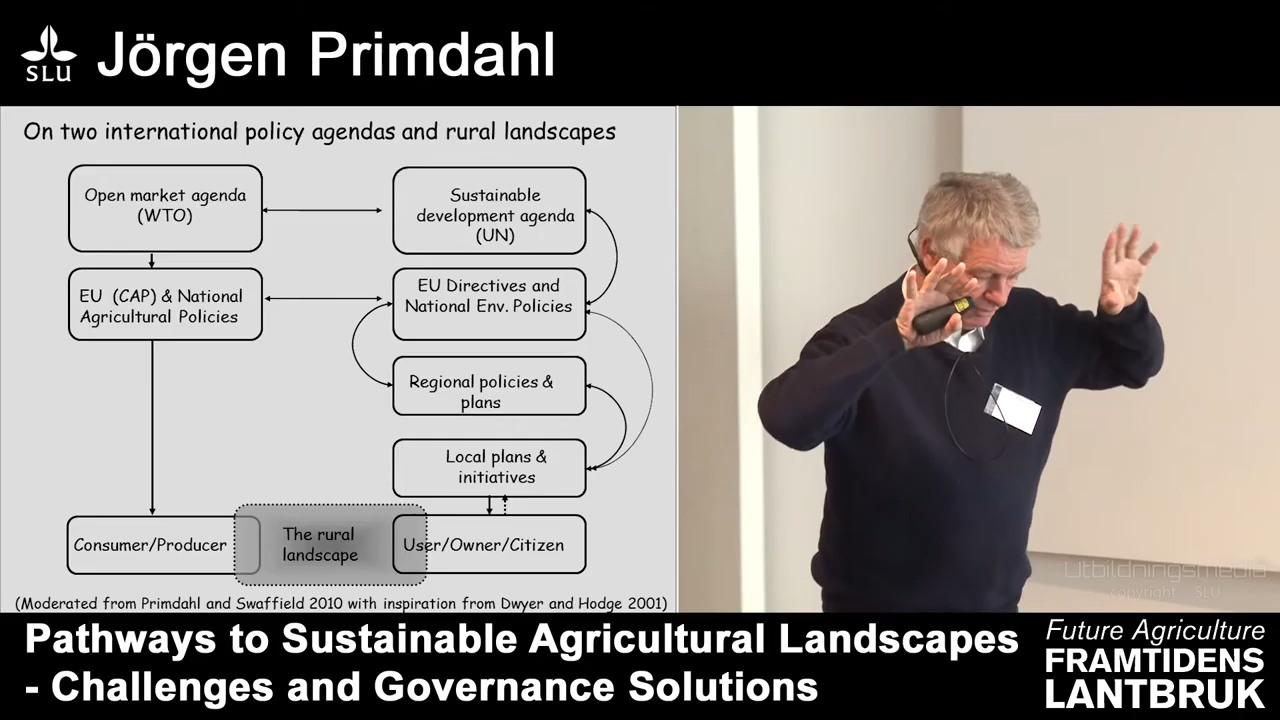 SLU
Jörgen Primdahl
On two international policy agendas and rural landscapes
Open market agenda
(WTO)
Sustainable
development agenda
(UN)
EU (CAP) & National
Agricultural Policies
EU Directives and
National Env. Policies
Regional policies &
plans
Local plans &
initiatives
Consumer/Producer
The rural
landscape
User/Owner/Citizen
(Moderated from Primdahl and Swaffield 2010 with inspiration from Dwyer and Hodge 2001)
Utbildningsmedia
copyright SLU
Pathways to Sustainable Agricultural Landscapes
- Challenges and Governance Solutions
Future Agriculture
FRAMTIDENS
LANTBRUK